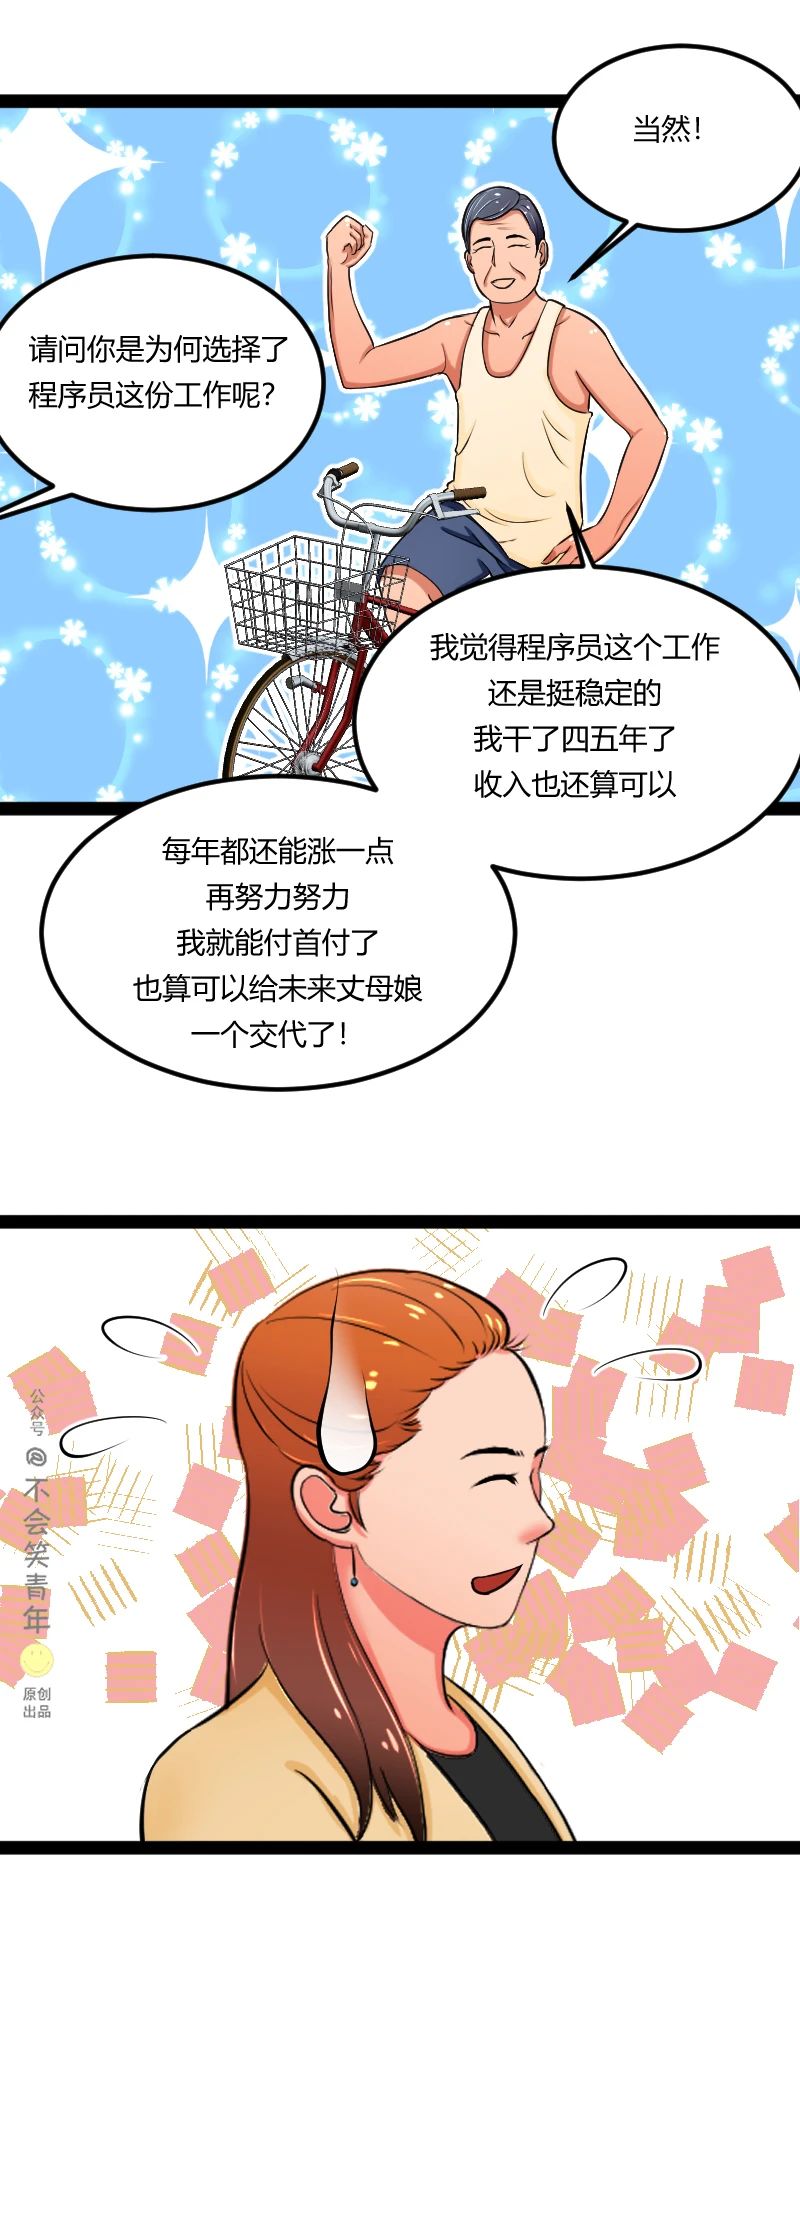 当然！
请问你是为何选择了
程序员这份工作呢？
我觉得程序员这个工作
还是挺稳定的
我干了四五年了
收入也还算可以
每年都还能涨一点
再努力努力
我就能付首付了
也算可以给未来丈母娘
一个交代了！
公众号
@不会笑青年
原创
出品